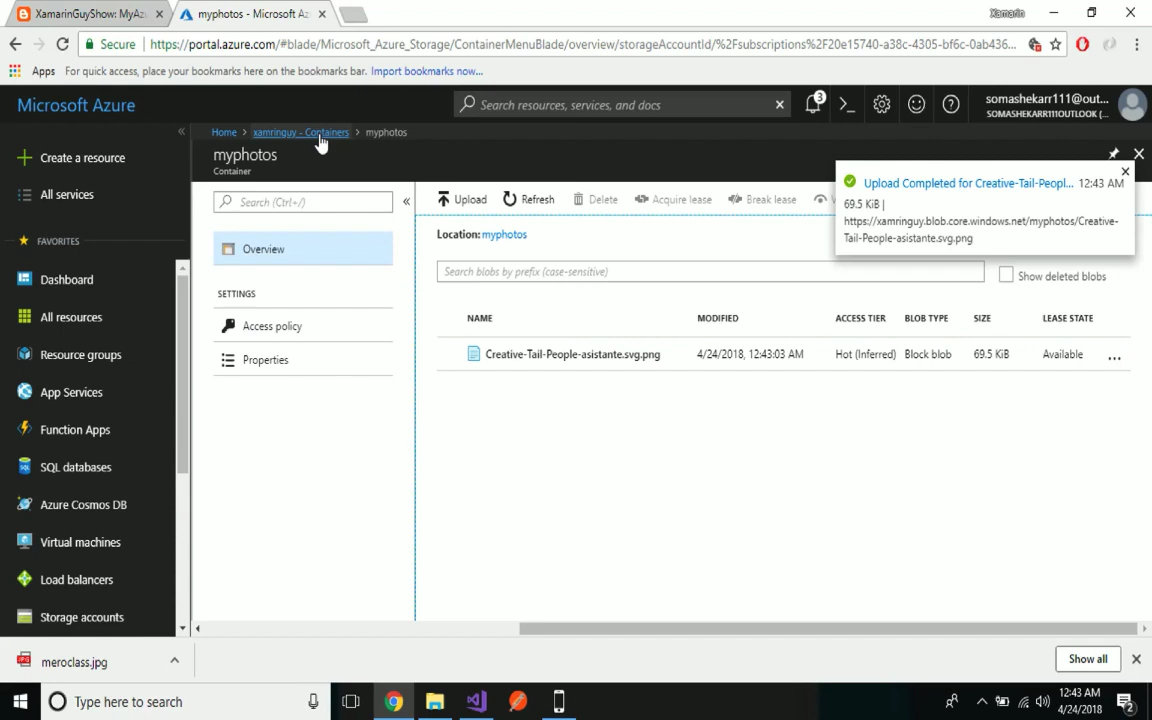 XamarinGuyShow: MyAz
myphotos - Microsoft Az
Xamarin
Secure
https://portal.azure.com/#blade/Microsoft_Azure_Storage/ContainerMenuBlade/overview/storageAccountId/%2Fsubscriptions%2F20e15740-a38c-4305-bf6c-0ab436...
Apps
For quick access, place your bookmarks here on the bookmarks bar.
Import bookmarks now...
Microsoft Azure
Search resources, services, and docs
3
somashekarr111@out...
SOMASHEKARR111OUTLOOK (...
Home > xamringuy - Containers > myphotos
myphotos
Container
Create a resource
All services
FAVORITES
Dashboard
All resources
Resource groups
App Services
Function Apps
SQL databases
Azure Cosmos DB
Virtual machines
Load balancers
Storage accounts
Search (Ctrl+/)
Overview
SETTINGS
Access policy
Properties
Upload
Refresh
Delete
Acquire lease
Break lease
Upload Completed for Creative-Tail-Peopl... 12:43 AM
69.5 KiB |
https://xamringuy.blob.core.windows.net/myphotos/Creative-
Tail-People-asistante.svg.png
Location: myphotos
Search blobs by prefix (case-sensitive)
Show deleted blobs
NAME MODIFIED ACCESS TIER BLOB TYPE SIZE LEASE STATE
Creative-Tail-People-asistante.svg.png 4/24/2018, 12:43:03 AM Hot (Inferred) Block blob 69.5 KiB Available ...
meroclass.jpg
Show all
Type here to search
12:43 AM
4/24/2018
2